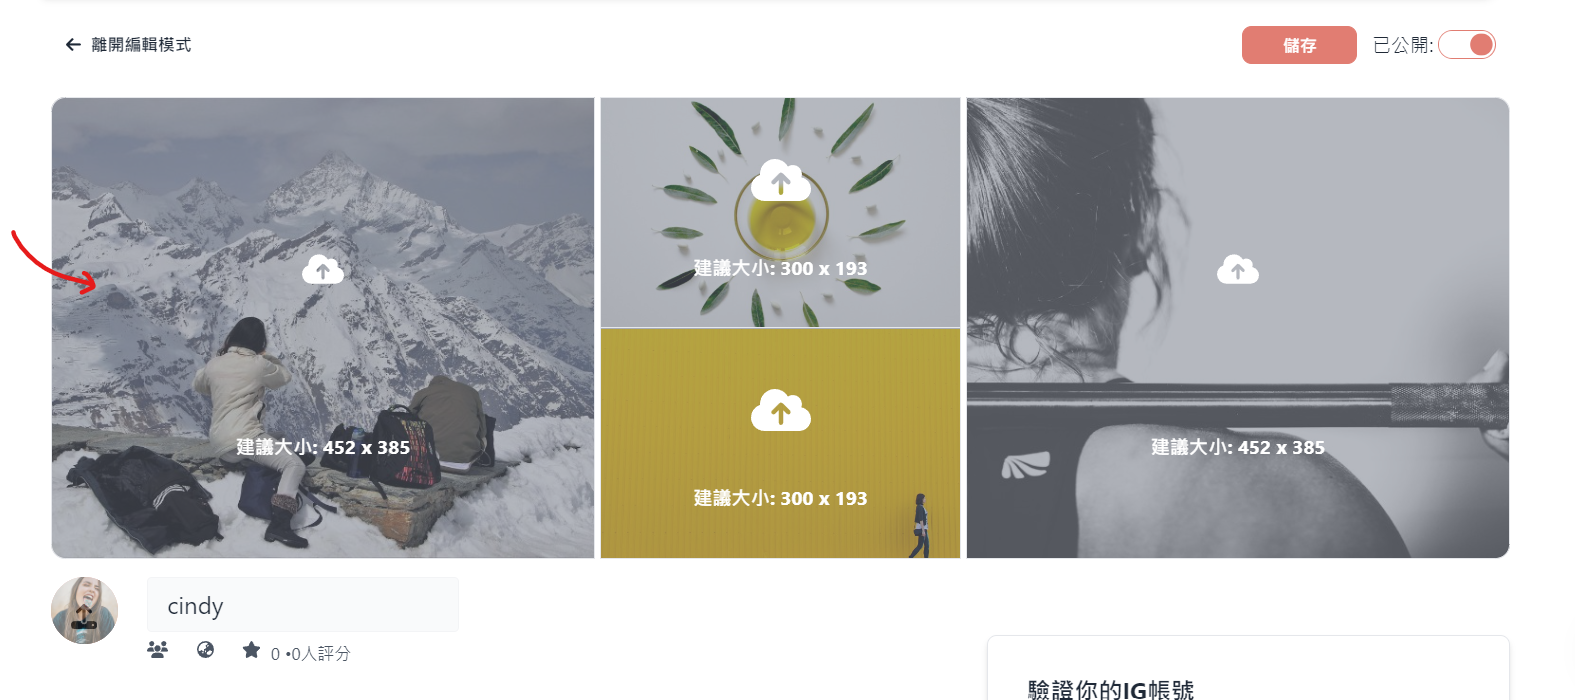 離開編輯模式
儲存
已公開:
建議大小: 300 x 193
建議大小: 452 x 385
建議大小: 300 x 193
建議大小: 452 x 385
cindy
0 •0人評分
驗證你的IG帳號